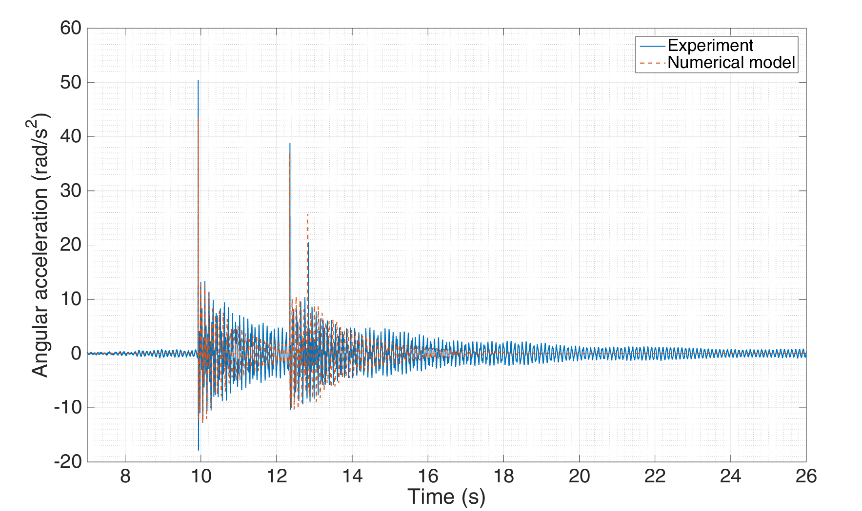 60
50
40
30
20
10
0
-10
-20
Angular acceleration (rad/s²)
Experiment
Numerical model
8 10 12 14 16 18 20 22 24 26
Time (s)